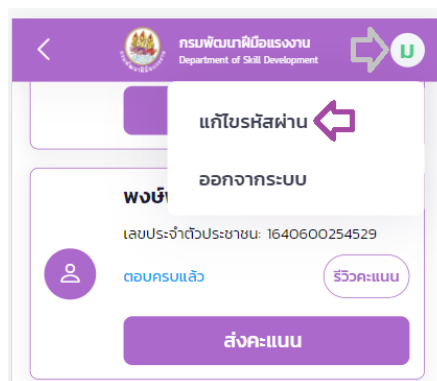 กรมพัฒนาฝีมือแรงงาน
Department of Skill Development
ม
แก้ไขรหัสผ่าน
ออกจากระบบ
เลขประจำตัวประชาชน: 1640600254529
ตอบครบแล้ว
รีวิวคะแนน
ส่งคะแนน